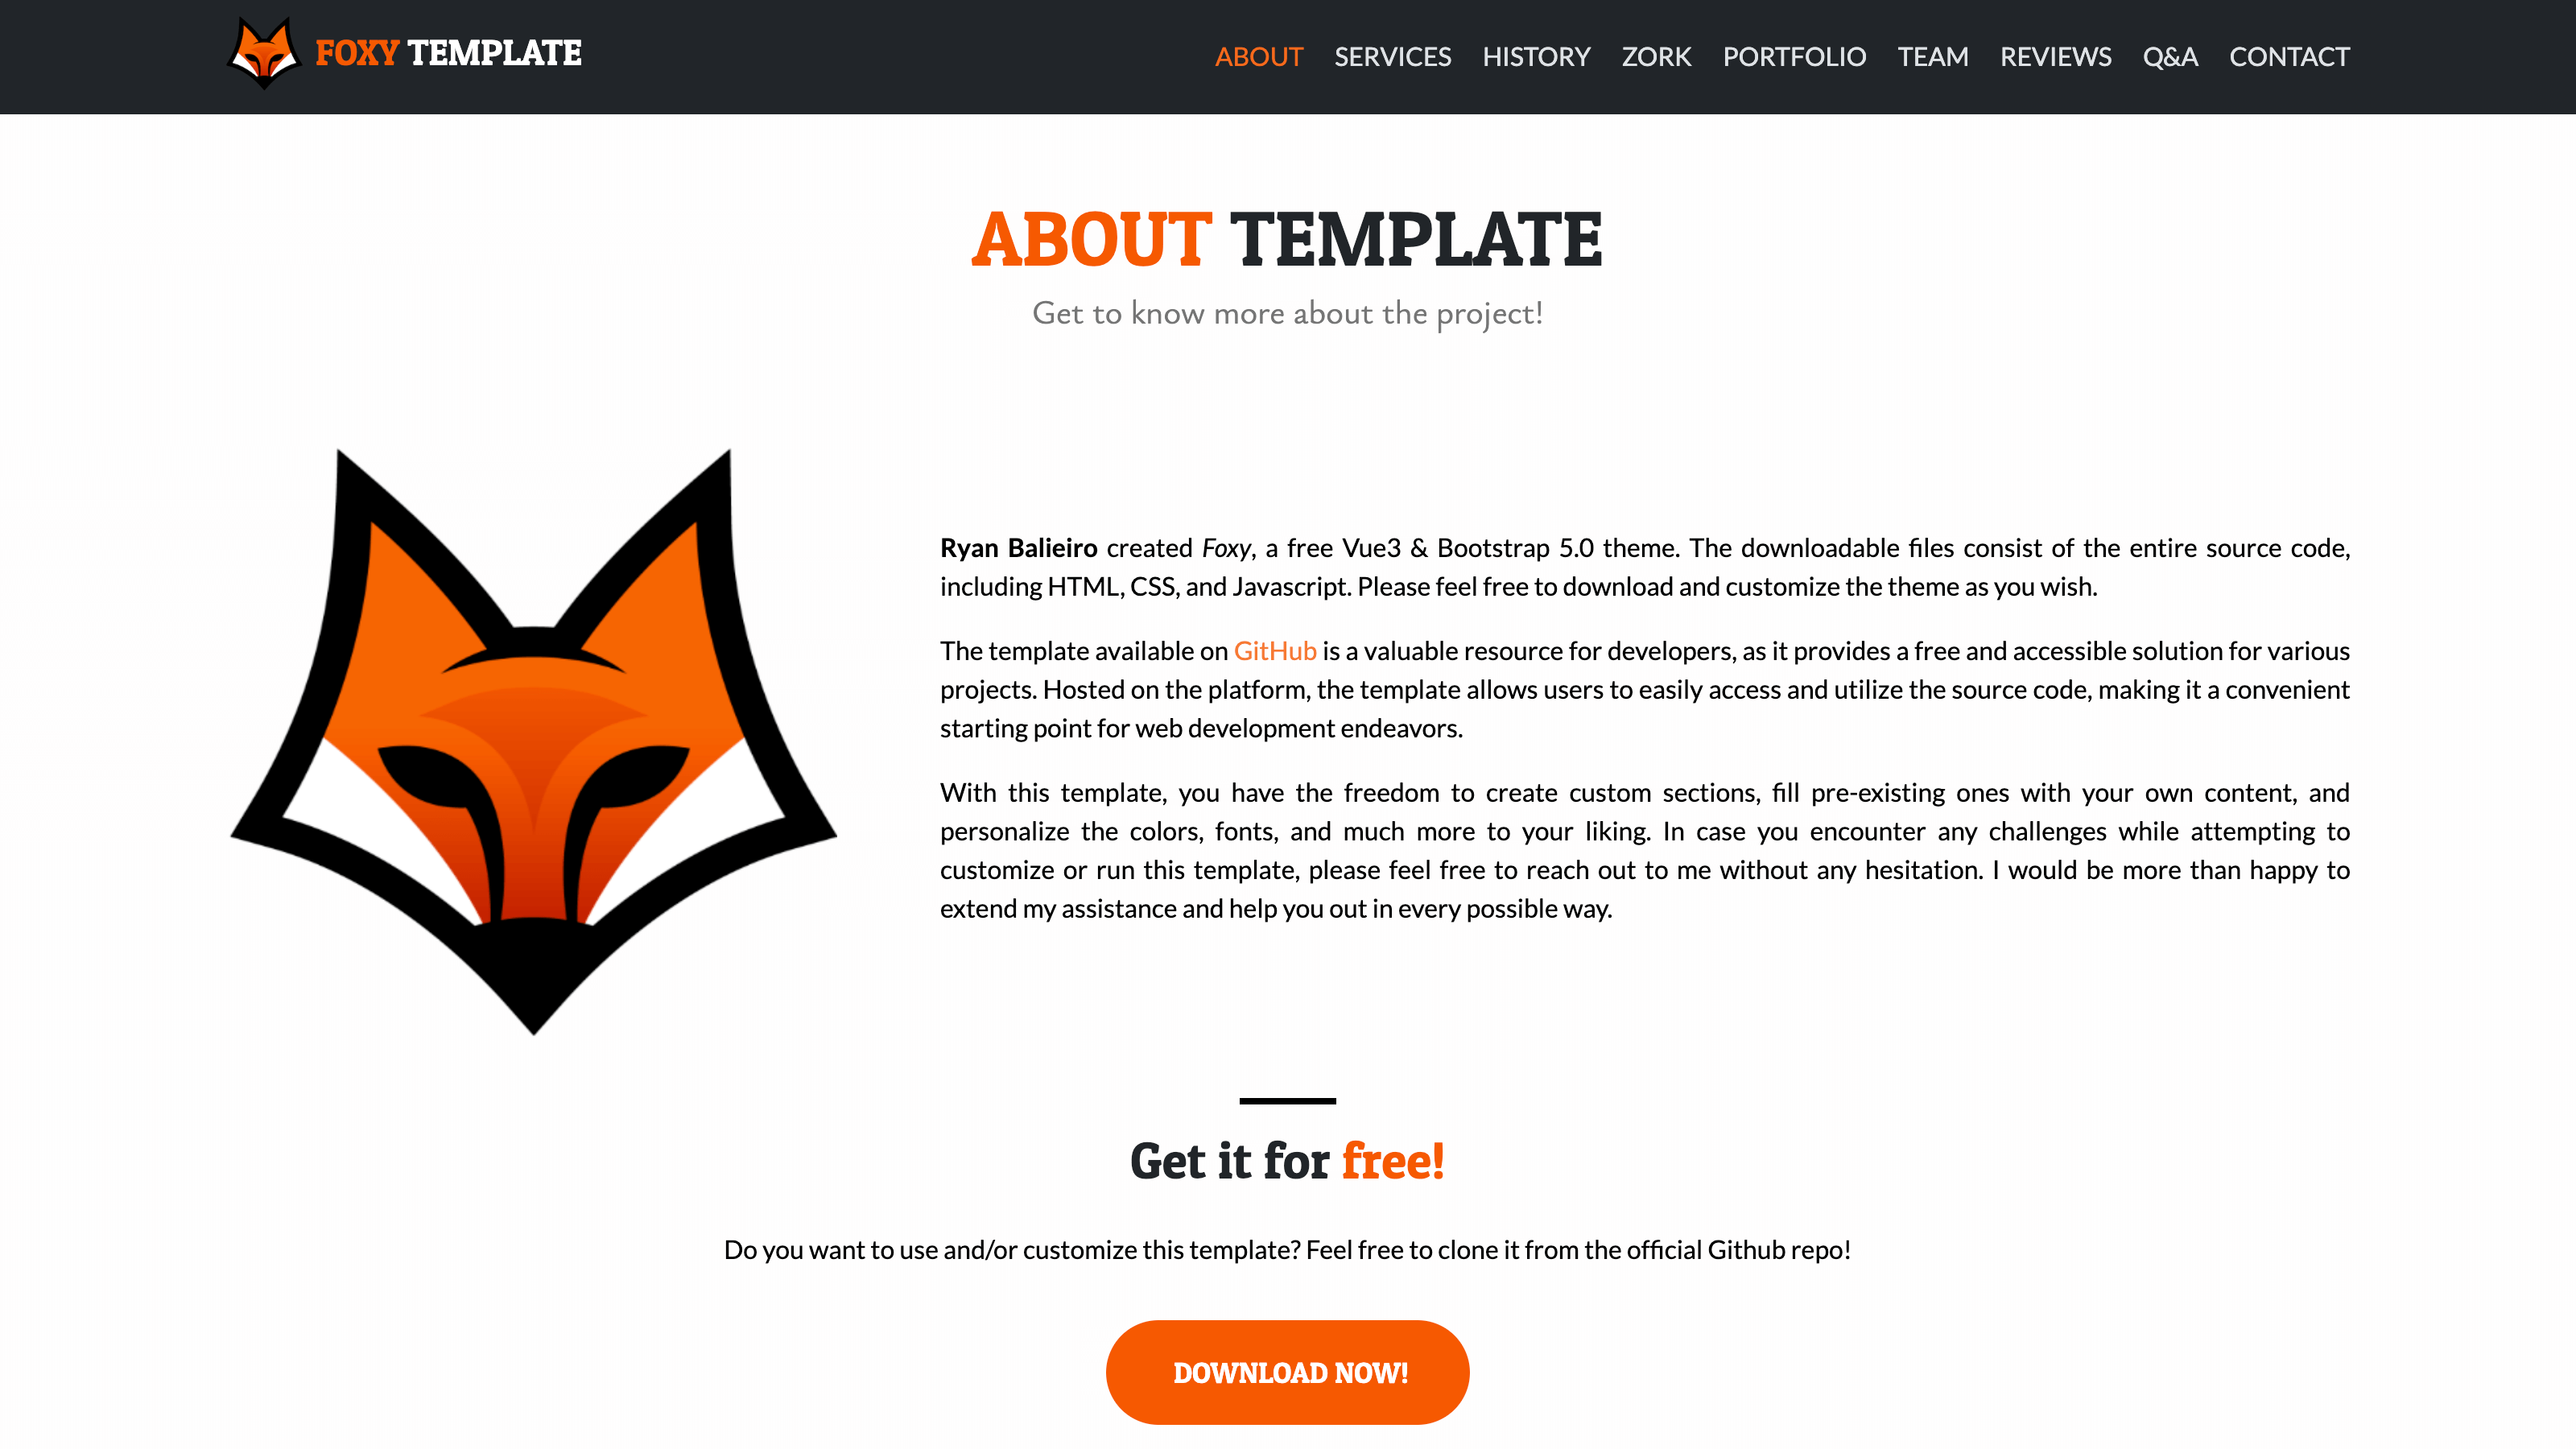 FOXY TEMPLATE
ABOUT SERVICES HISTORY ZORK PORTFOLIO TEAM REVIEWS Q&A CONTACT
ABOUT TEMPLATE
Get to know more about the project!
Ryan Balieiro created Foxy, a free Vue3 & Bootstrap 5.0 theme. The downloadable files consist of the entire source code,
including HTML, CSS, and Javascript. Please feel free to download and customize the theme as you wish.
The template available on GitHub is a valuable resource for developers, as it provides a free and accessible solution for various
projects. Hosted on the platform, the template allows users to easily access and utilize the source code, making it a convenient
starting point for web development endeavors.
With this template, you have the freedom to create custom sections, fill pre-existing ones with your own content, and
personalize the colors, fonts, and much more to your liking. In case you encounter any challenges while attempting to
customize or run this template, please feel free to reach out to me without any hesitation. I would be more than happy to
extend my assistance and help you out in every possible way.
Get it for free!
Do you want to use and/or customize this template? Feel free to clone it from the official Github repo!
DOWNLOAD NOW!